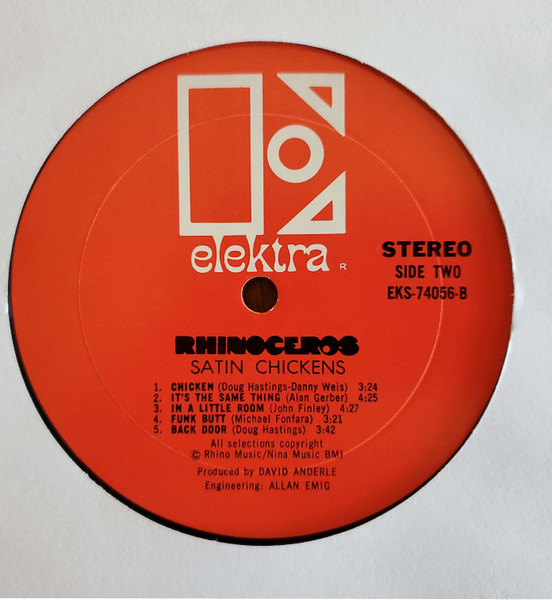 elektra R
STEREO
SIDE TWO
EKS-74056-B
RHINOCEROS
SATIN CHICKENS
1. CHICKEN (Doug Hastings-Danny Weis) 3:24
2. IT'S THE SAME THING (Alan Gerber) 4:25
3. IN A LITTLE ROOM (John Finley) 4:27
4. FUNK BUTT (Michael Fonfara) 3:21
5. BACK DOOR (Doug Hastings) 3:42
All selections copyright
© Rhino Music/Nina Music BMI
Produced by DAVID ANDERLE
Engineering: ALLAN EMIG